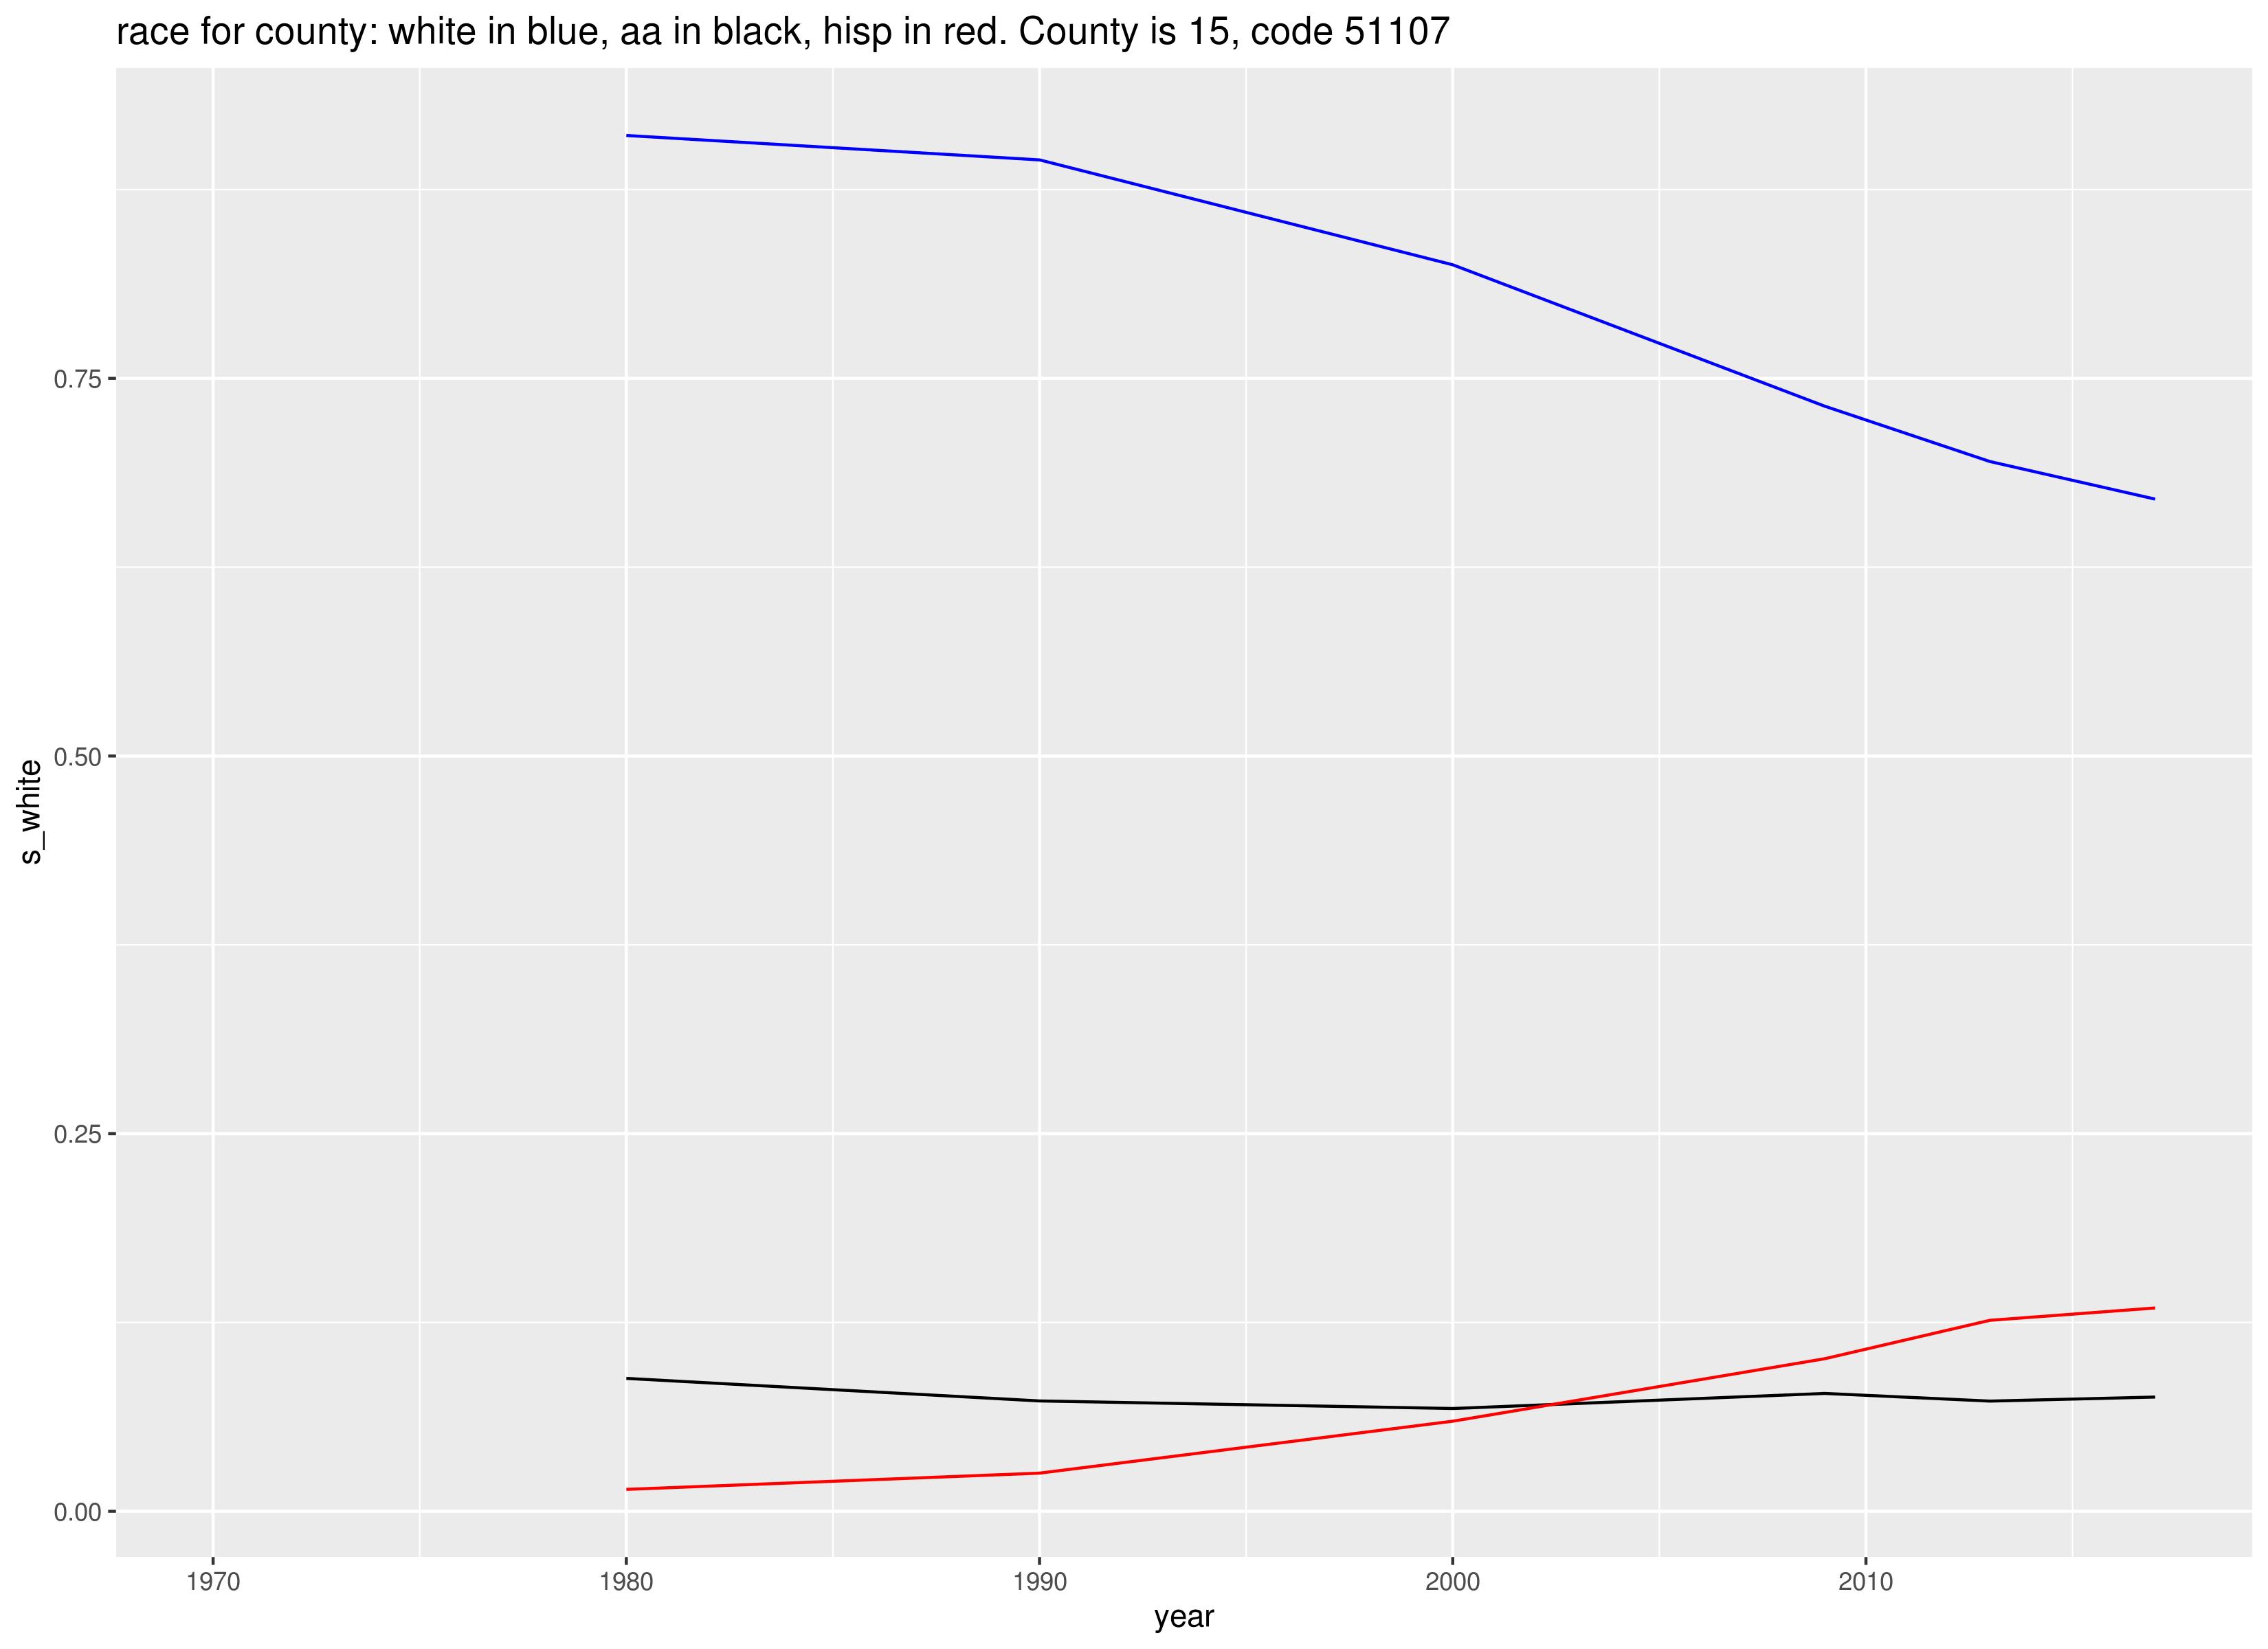 race for county: white in blue, aa in black, hisp in red. County is 15, code 51107
s_white
0.75
0.50
0.25
0.00
1970 1980 1990 2000 2010
year